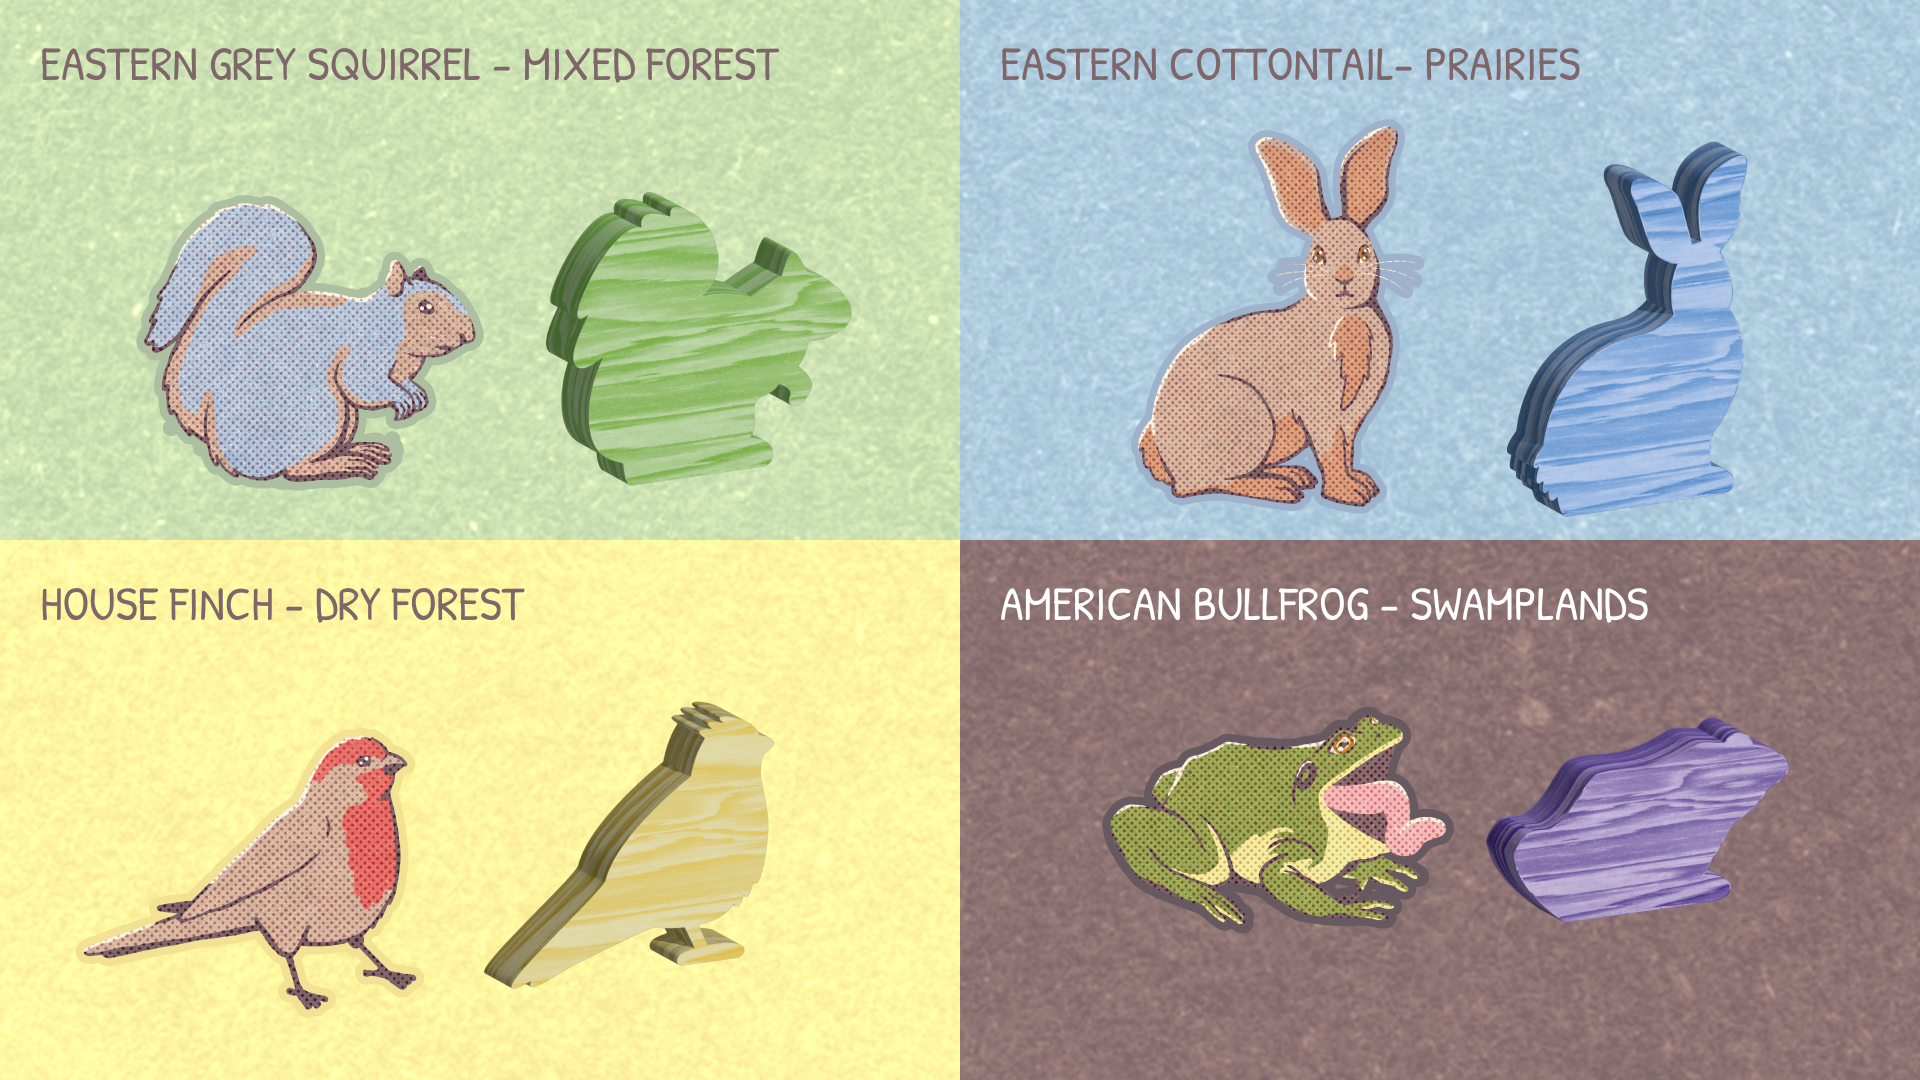 EASTERN GREY SQUIRREL - MIXED FOREST
EASTERN COTTONTAIL- PRAIRIES
HOUSE FINCH - DRY FOREST
AMERICAN BULLFROG - SWAMPLANDS